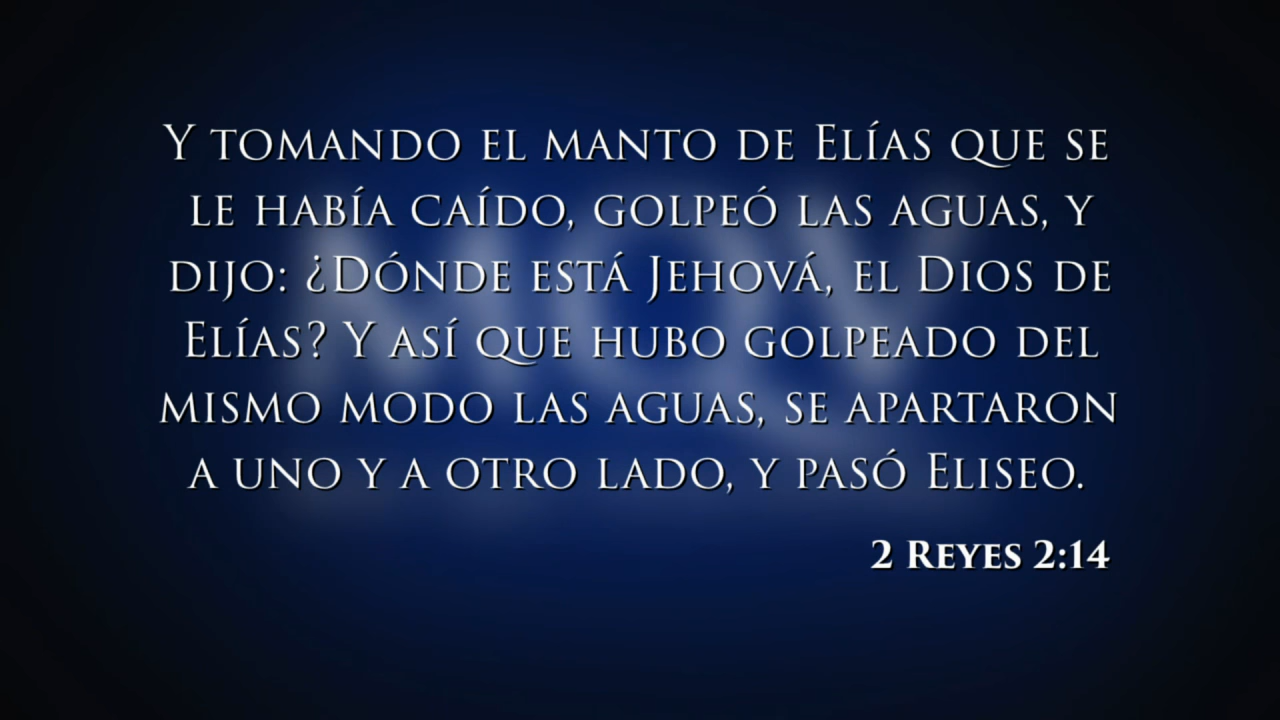 Y tomando el manto de Elías que se
le había caído, golpeó las aguas, y
dijo: ¿Dónde está Jehová, el Dios de
Elías? Y así que hubo golpeado del
mismo modo las aguas, se apartaron
a uno y a otro lado, y pasó Eliseo.
2 Reyes 2:14